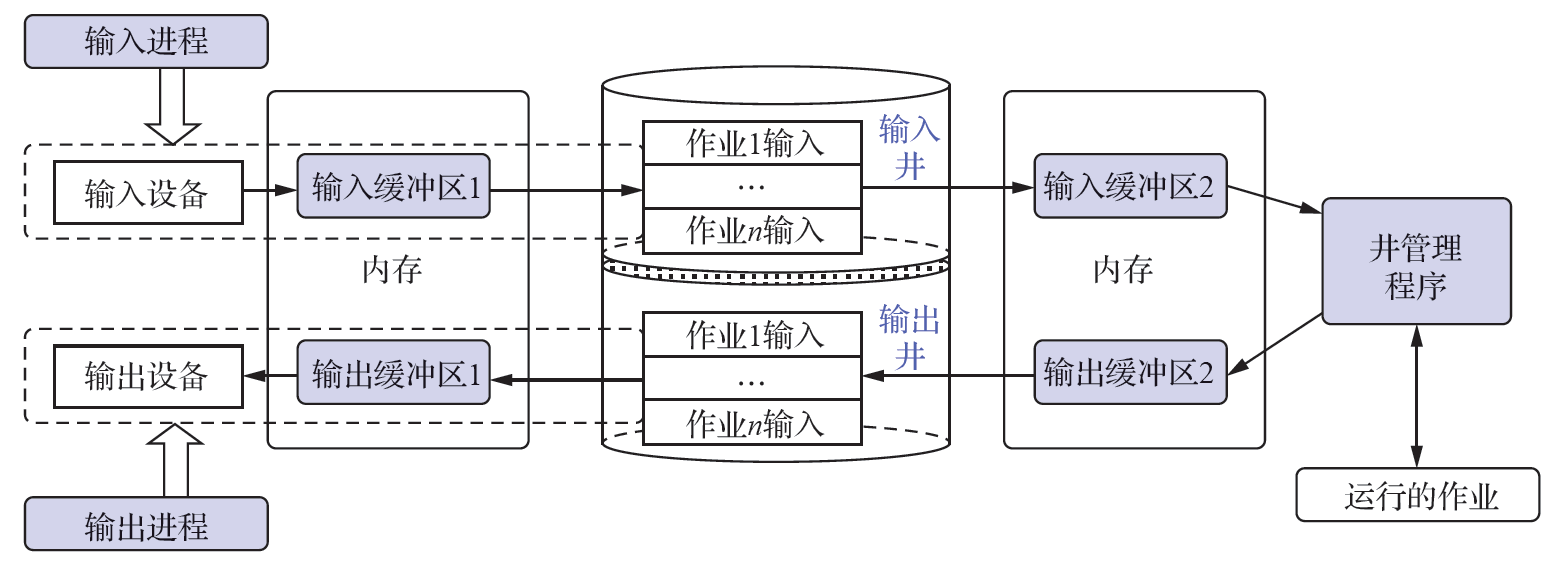 输入进程
输入设备
输入缓冲区1
作业1输入
…
作业n输入
输入
井
输入缓冲区2
内存
内存
井管理
程序
输出设备
输出缓冲区1
作业1输入
…
作业n输入
输出
井
输出缓冲区2
运行的作业
输出进程